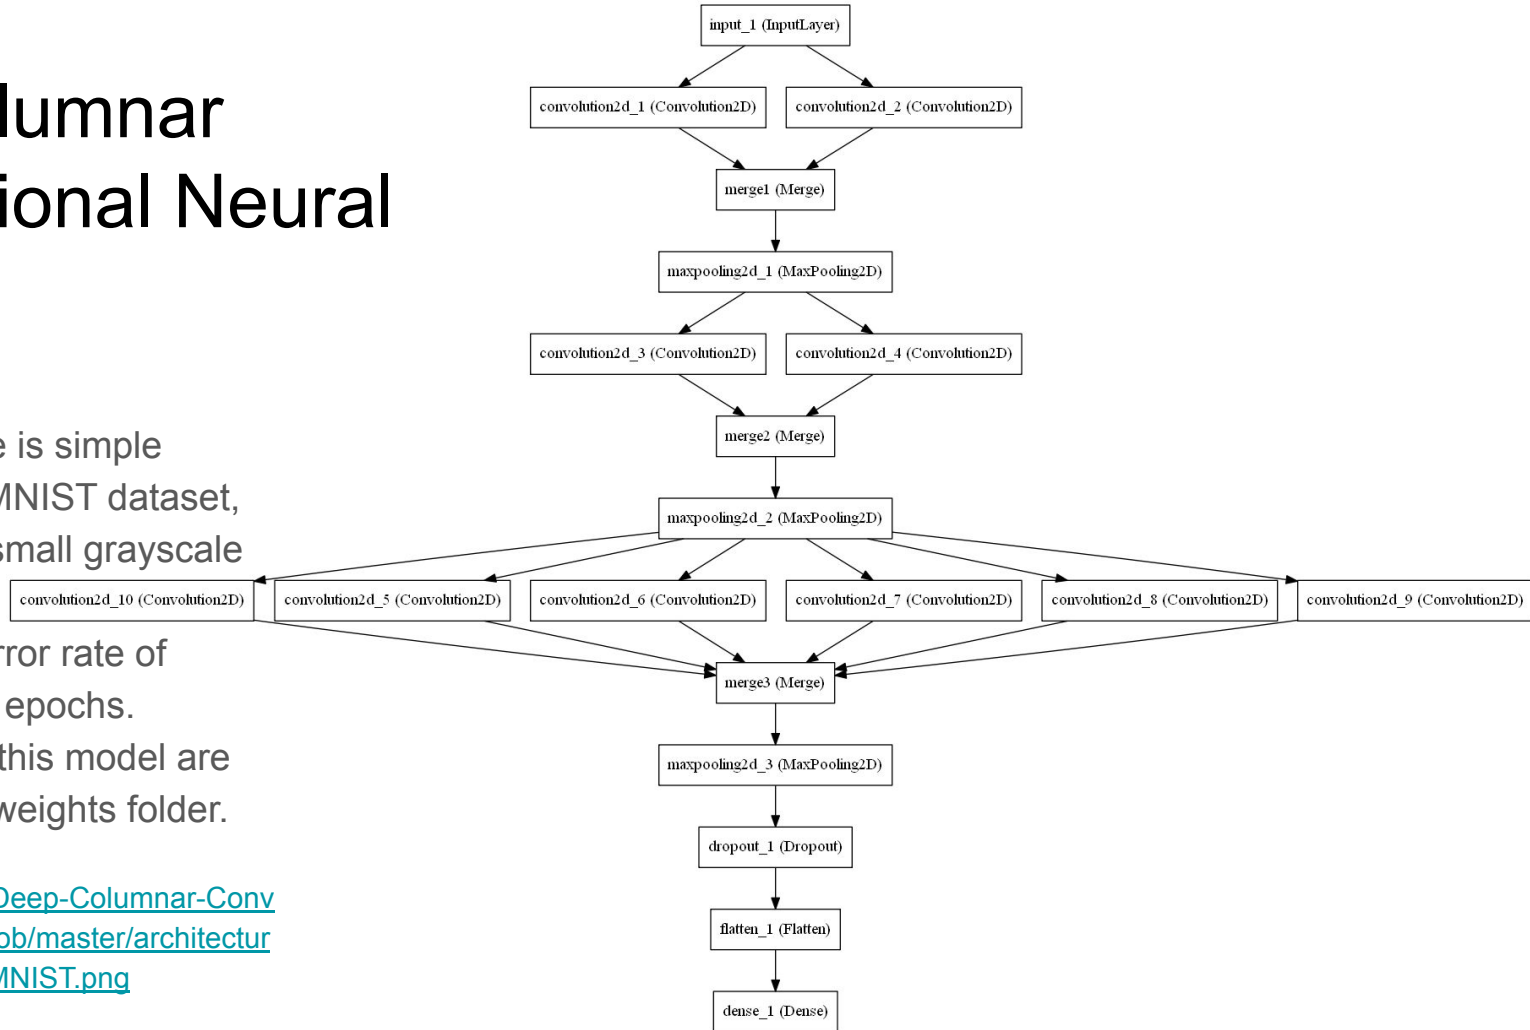 lumnar
ional Neural
e is simple
MNIST dataset,
small grayscale
rror rate of
epochs.
this model are
weights folder.
Deep-Columnar-Conv
ob/master/architectur
MNIST.png
input_1 (InputLayer)
convolution2d_1 (Convolution2D)
convolution2d_2 (Convolution2D)
merge1 (Merge)
maxpooling2d_1 (MaxPooling2D)
convolution2d_3 (Convolution2D)
convolution2d_4 (Convolution2D)
merge2 (Merge)
maxpooling2d_2 (MaxPooling2D)
convolution2d_10 (Convolution2D)
convolution2d_5 (Convolution2D)
convolution2d_6 (Convolution2D)
convolution2d_7 (Convolution2D)
convolution2d_8 (Convolution2D)
convolution2d_9 (Convolution2D)
merge3 (Merge)
maxpooling2d_3 (MaxPooling2D)
dropout_1 (Dropout)
flatten_1 (Flatten)
dense_1 (Dense)